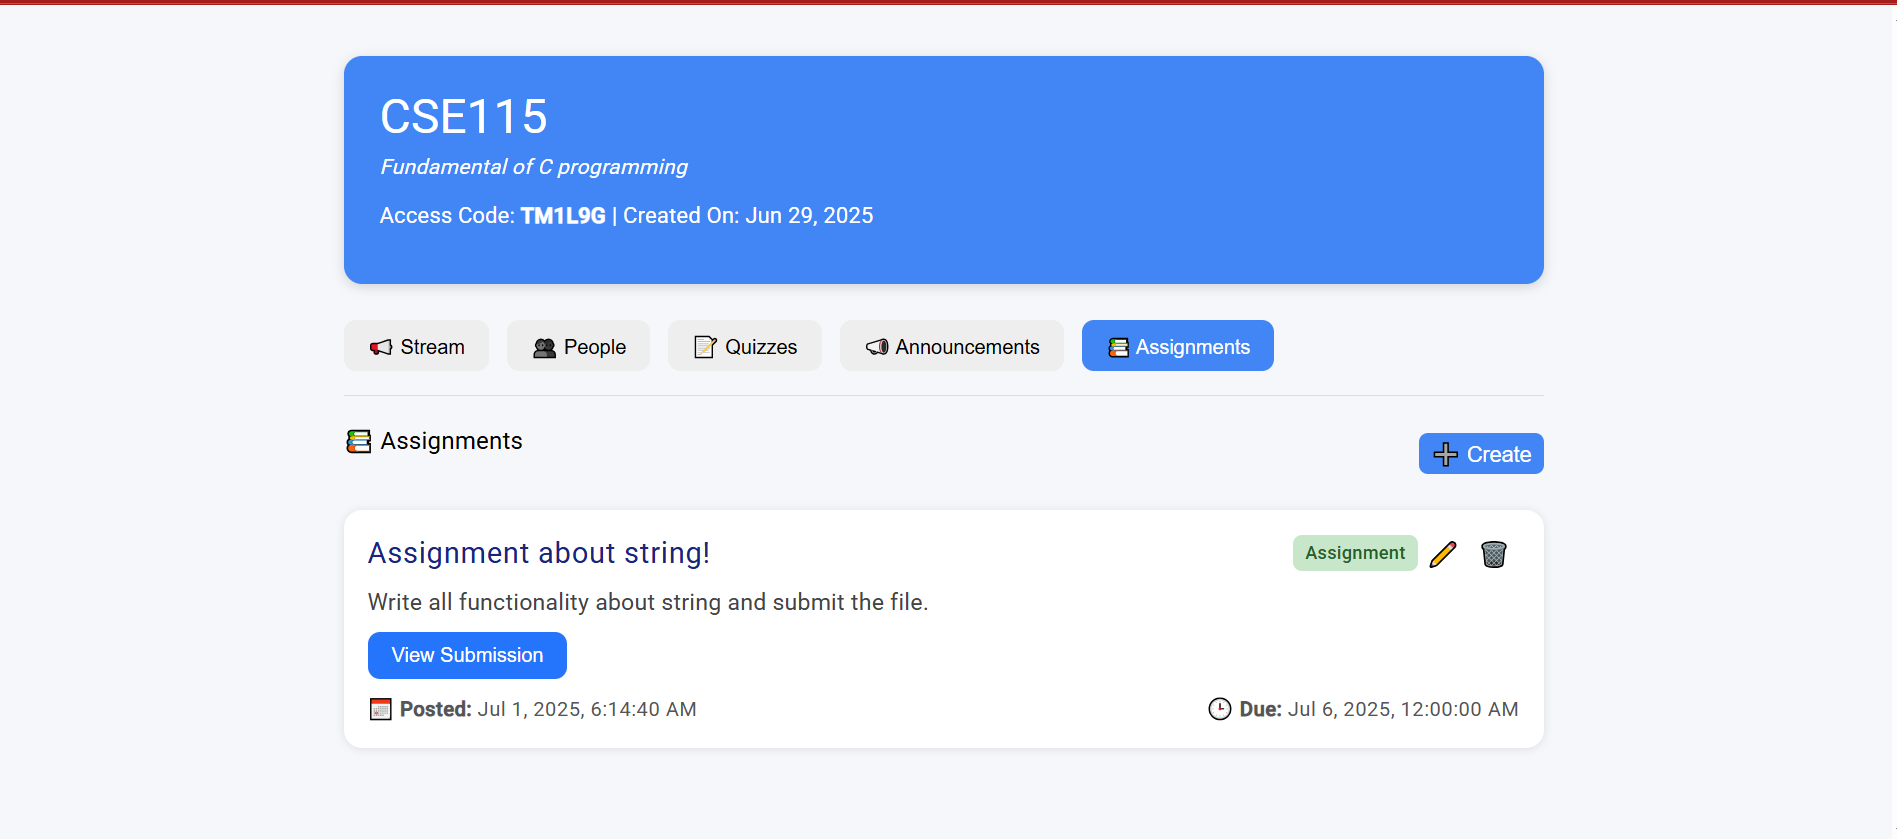 CSE115
Fundamental of C programming
Access Code: TM1L9G | Created On: Jun 29, 2025
Stream People Quizzes Announcements Assignments
Assignments
Create
Assignment about string!
Assignment
Write all functionality about string and submit the file.
View Submission
Posted: Jul 1, 2025, 6:14:40 AM
Due: Jul 6, 2025, 12:00:00 AM